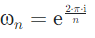 ωₙ = e^(2·π·i/n)